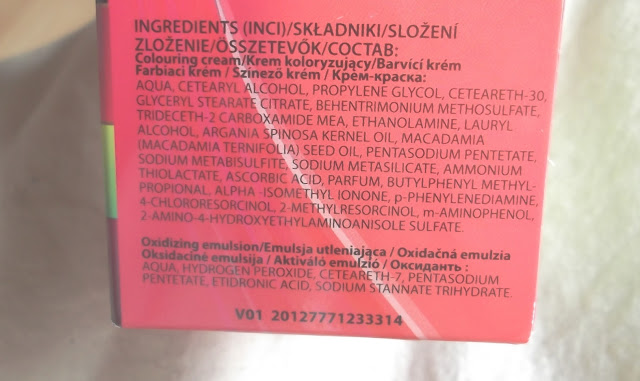 INGREDIENTS (INCI)/SKŁADNIKI/SLOŽENÍ
ZLOŽENIE/ÖSSZETEVŐK/СОСТАВ:
Colouring cream/Krem koloryzujący/Barvící krém
Farbiaci krém / Színező krém / Крем-краска:
AQUA, CETEARYL ALCOHOL, PROPYLENE GLYCOL, CETEARETH-30,
GLYCERYL STEARATE CITRATE, BEHENTRIMONIUM METHOSULFATE,
TRIDECETH-2 CARBOXAMIDE MEA, ETHANOLAMINE, LAURYL
ALCOHOL, ARGANIA SPINOSA KERNEL OIL, MACADAMIA
(MACADAMIA TERNIFOLIA) SEED OIL, PENTASODIUM PENTETATE,
SODIUM METABISULFITE, SODIUM METASILICATE, AMMONIUM
THIOLACTATE, ASCORBIC ACID, PARFUM, BUTYLPHENYL METHYL-
PROPIONAL, ALPHA -ISOMETHYL IONONE, p-PHENYLENEDIAMINE,
4-CHLORORESORCINOL, 2-METHYLRESORCINOL, m-AMINOPHENOL,
2-AMINO-4-HYDROXYETHYLAMINOANISOLE SULFATE.
Oxidizing emulsion/Emulsja utleniająca / Oxidačná emulzia
Oksidaciné emulsija / Aktiváló emulzió / Оксидантъ :
AQUA, HYDROGEN PEROXIDE, CETEARETH-7, PENTASODIUM
PENTETATE, ETIDRONIC ACID, SODIUM STANNATE TRIHYDRATE.
V01 20127771233314